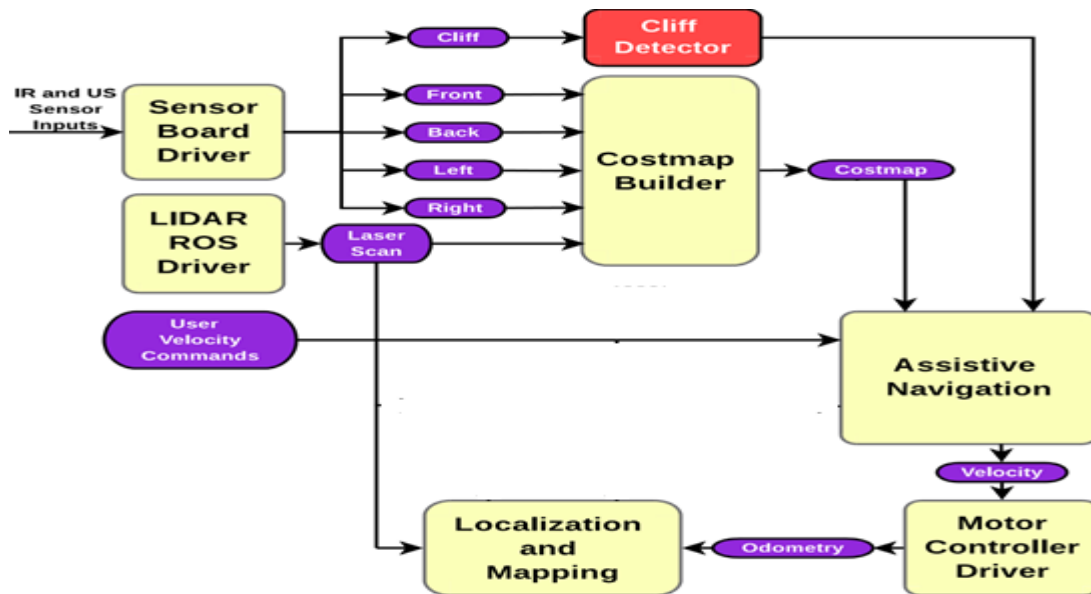 Cliff
Cliff
Detector
IR and US
Sensor
Inputs
Sensor
Board
Driver
Front
Back
Left
Right
Costmap
Builder
Costmap
LIDAR
ROS
Driver
Laser
Scan
User
Velocity
Commands
Assistive
Navigation
Velocity
Localization
and
Mapping
Odometry
Motor
Controller
Driver